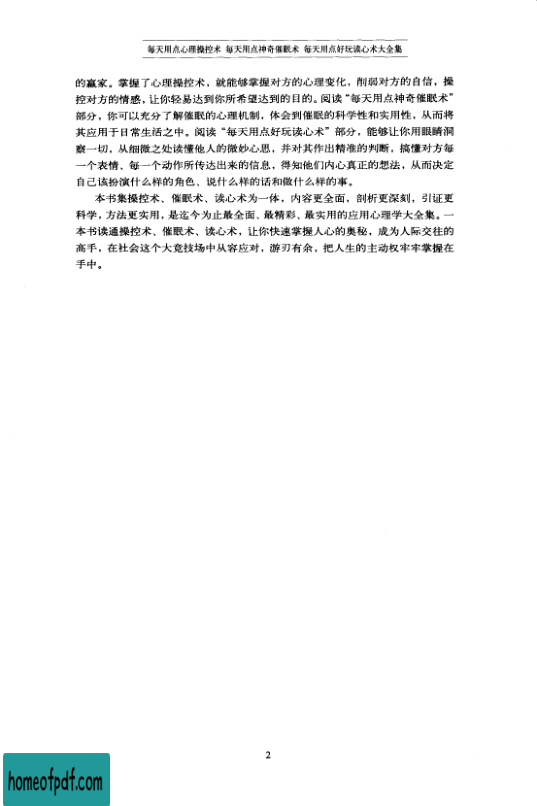 每天用点心理操控术 每天用点神奇催眠术 每天用点好玩读心术大全集
的赢家。掌握了心理操控术，就能够掌握对方的心理变化，削弱对方的自信，操
控对方的情感，让你轻易达到你所希望达到的目的。阅读“每天用点神奇催眠术”
部分，你可以充分了解催眠的心理机制，体会到催眠的科学性和实用性，从而将
其应用于日常生活之中。阅读“每天用点好玩读心术”部分，能够让你用眼睛洞
察一切，从细微之处读懂他人的微妙心思，并对其作出精准的判断，搞懂对方每
一个表情、每一个动作所传达出来的信息，得知他们内心真正的想法，从而决定
自己该扮演什么样的角色、说什么样的话和做什么样的事。
本书集操控术、催眠术、读心术为一体，内容更全面，剖析更深刻，引证更
科学，方法更实用，是迄今为止最全面、最精彩、最实用的应用心理学大全集。一
本书读通操控术、催眠术、读心术，让你快速掌握人心的奥秘，成为人际交往的
高手，在社会这个大竞技场中从容应对，游刃有余，把人生的主动权牢牢掌握在
手中。
2
homeofpdf.com